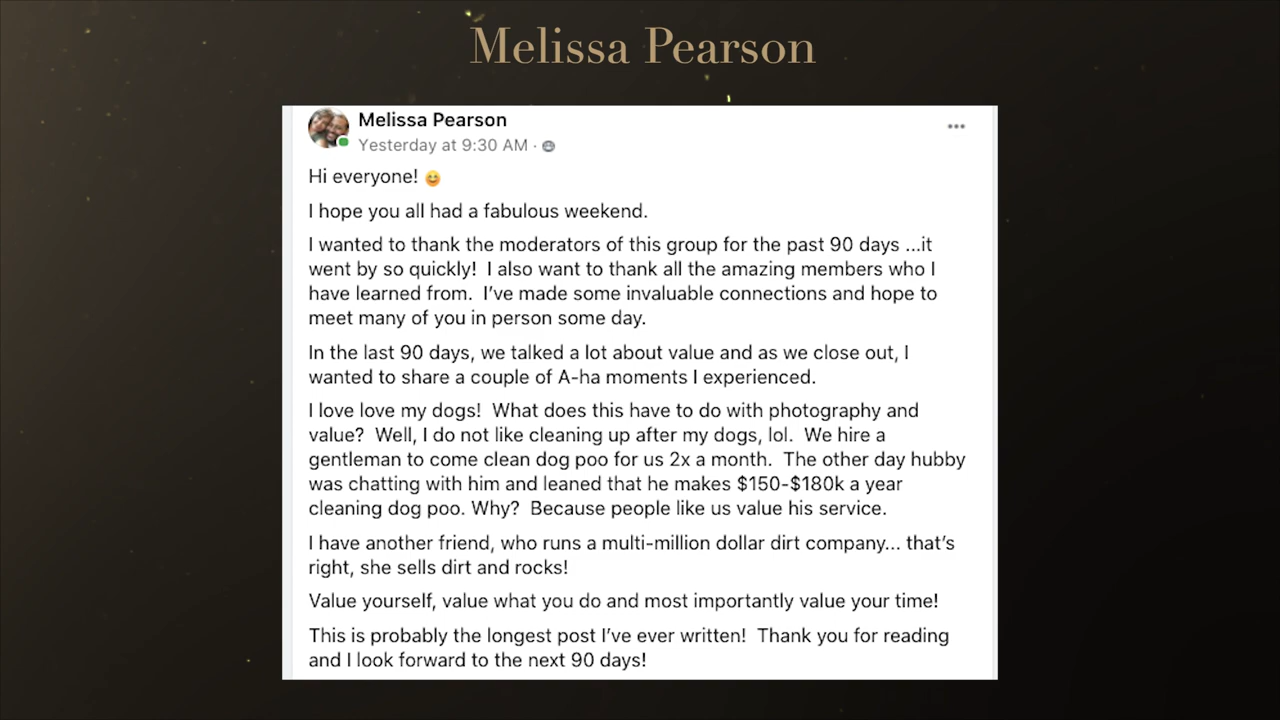 Melissa Pearson
Melissa Pearson
Yesterday at 9:30 AM ·
Hi everyone! 😊
I hope you all had a fabulous weekend.
I wanted to thank the moderators of this group for the past 90 days ...it
went by so quickly!  I also want to thank all the amazing members who I
have learned from.  I've made some invaluable connections and hope to
meet many of you in person some day.
In the last 90 days, we talked a lot about value and as we close out, I
wanted to share a couple of A-ha moments I experienced.
I love love my dogs!  What does this have to do with photography and
value?  Well, I do not like cleaning up after my dogs, lol.  We hire a
gentleman to come clean dog poo for us 2x a month.  The other day hubby
was chatting with him and leaned that he makes $150-$180k a year
cleaning dog poo. Why?  Because people like us value his service.
I have another friend, who runs a multi-million dollar dirt company... that's
right, she sells dirt and rocks!
Value yourself, value what you do and most importantly value your time!
This is probably the longest post I've ever written!  Thank you for reading
and I look forward to the next 90 days!